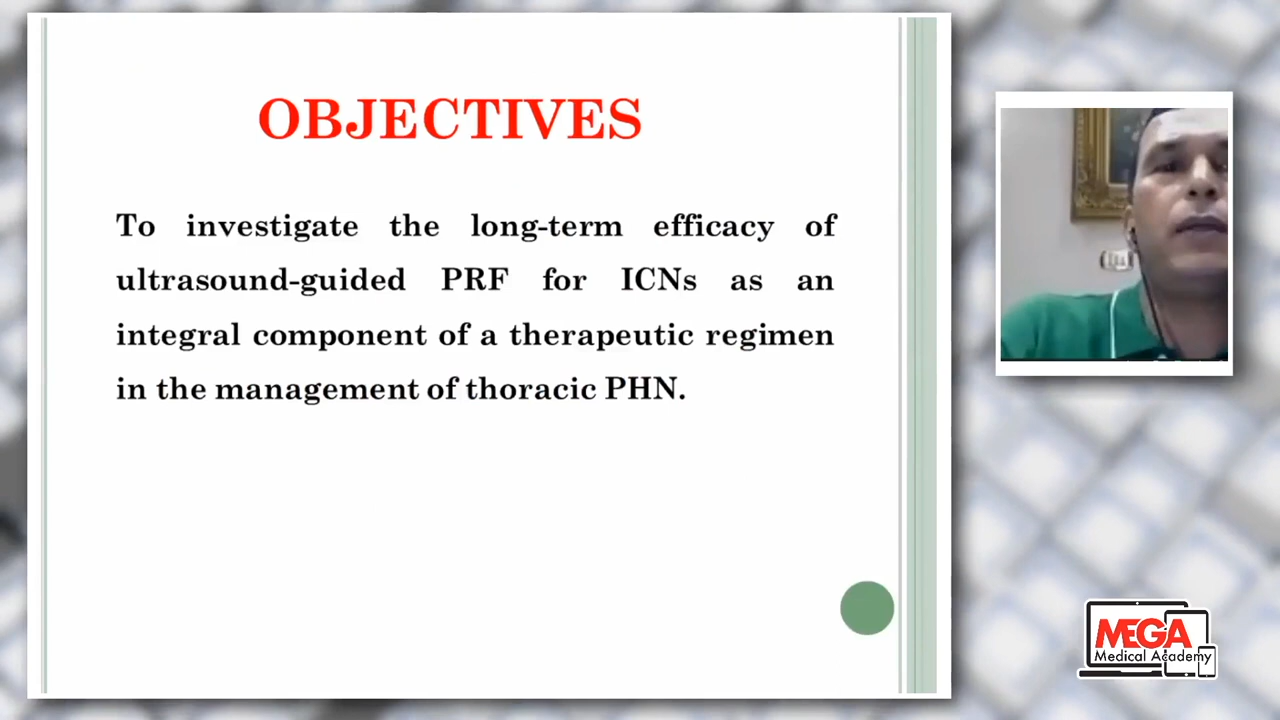 OBJECTIVES
To investigate the long-term efficacy of
ultrasound-guided PRF for ICNs as an
integral component of a therapeutic regimen
in the management of thoracic PHN.
MEGA
Medical Academy